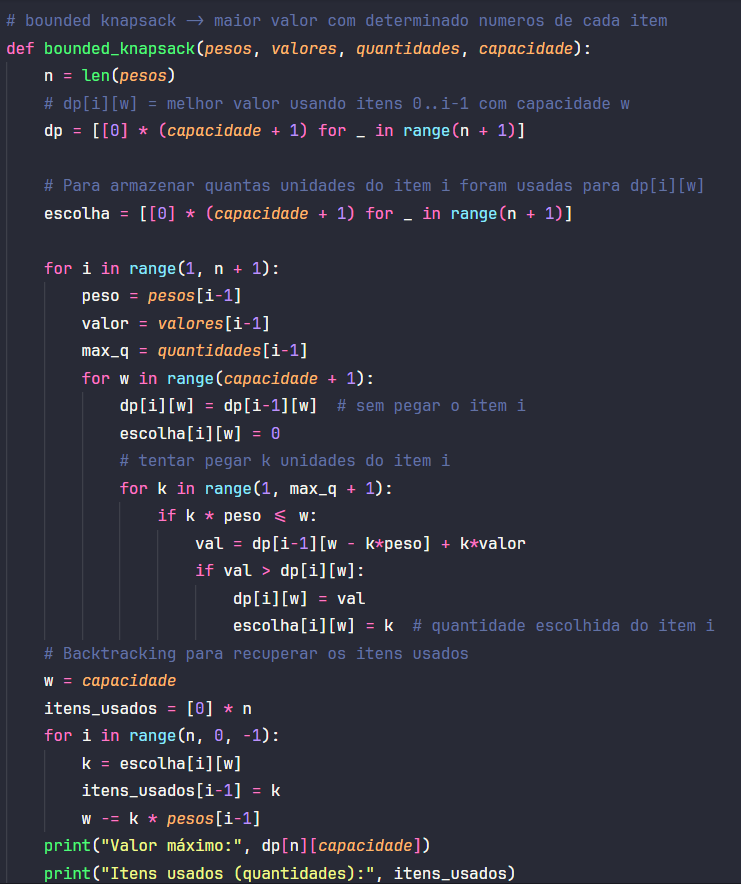 # bounded knapsack -> maior valor com determinado numeros de cada item
def bounded_knapsack(pesos, valores, quantidades, capacidade):
    n = len(pesos)
    # dp[i][w] = melhor valor usando itens 0..i-1 com capacidade w
    dp = [[0] * (capacidade + 1) for _ in range(n + 1)]

    # Para armazenar quantas unidades do item i foram usadas para dp[i][w]
    escolha = [[0] * (capacidade + 1) for _ in range(n + 1)]

    for i in range(1, n + 1):
        peso = pesos[i-1]
        valor = valores[i-1]
        max_q = quantidades[i-1]
        for w in range(capacidade + 1):
            dp[i][w] = dp[i-1][w]  # sem pegar o item i
            escolha[i][w] = 0
            # tentar pegar k unidades do item i
            for k in range(1, max_q + 1):
                if k * peso <= w:
                    val = dp[i-1][w - k*peso] + k*valor
                    if val > dp[i][w]:
                        dp[i][w] = val
                        escolha[i][w] = k  # quantidade escolhida do item i
    # Backtracking para recuperar os itens usados
    w = capacidade
    itens_usados = [0] * n
    for i in range(n, 0, -1):
        k = escolha[i][w]
        itens_usados[i-1] = k
        w -= k * pesos[i-1]
    print("Valor máximo:", dp[n][capacidade])
    print("Itens usados (quantidades):", itens_usados)